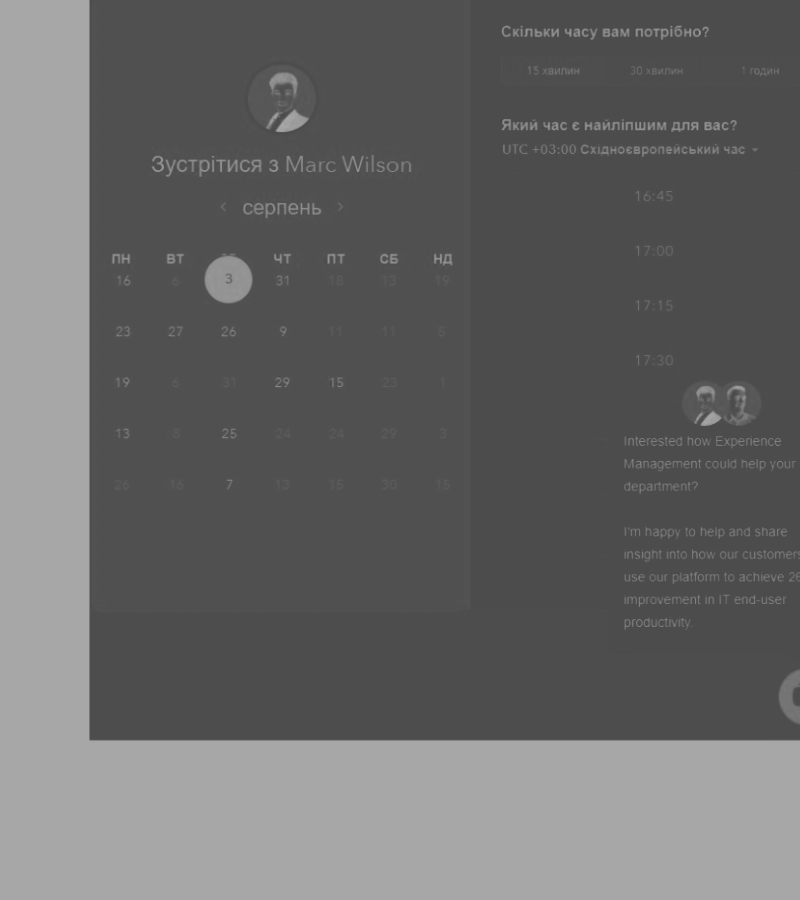 Зустрітися з Marc Wilson
серпень
ПН ВТ ЧТ ПТ СБ НД
16 6 3 31 18 13 19
23 27 26 9 11 11 5
19 6 31 29 15 23 1
13 25 24 24 29 3
26 16 7 13 15 30 15
Скільки часу вам потрібно?
15 хвилин 30 хвилин 1 годин
Який час є найліпшим для вас?
UTC +03:00 Східноєвропейський час
16:45
17:00
17:15
17:30
Interested how Experience
Management could help your
department?
I'm happy to help and share
insight into how our customers
use our platform to achieve 26
improvement in IT end-user
productivity.